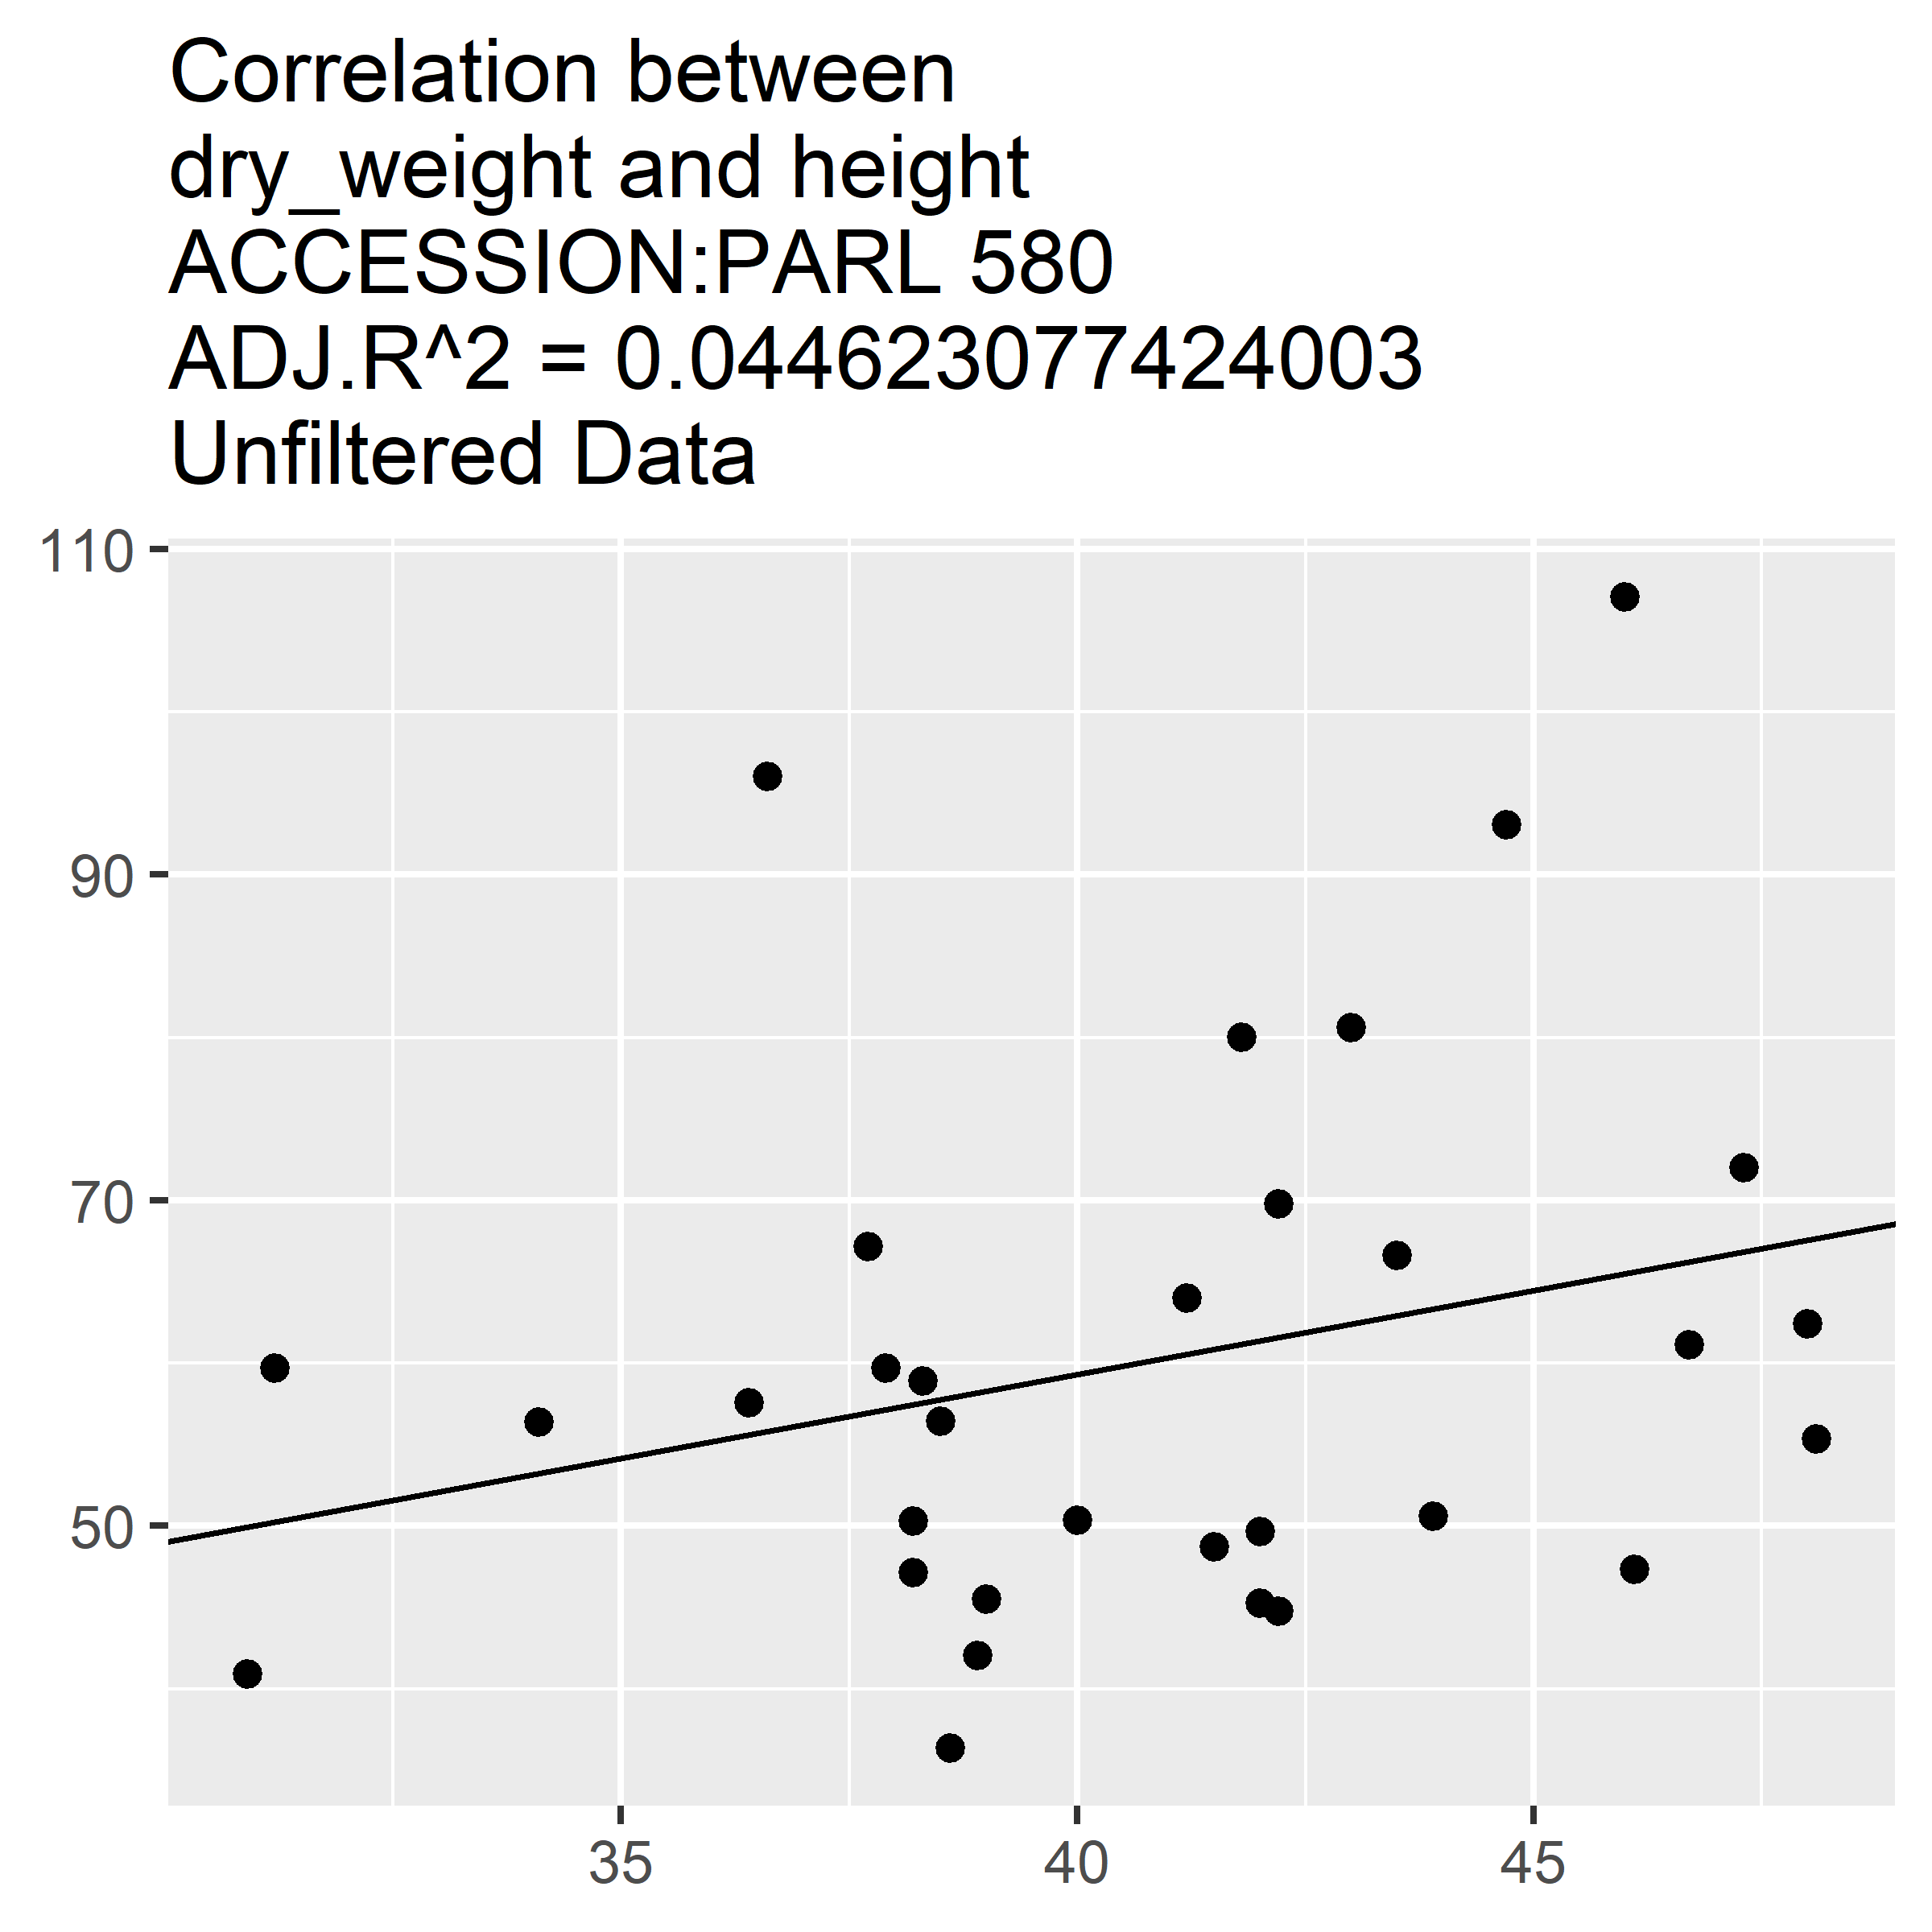 Correlation between
dry_weight and height
ACCESSION:PARL 580
ADJ.R^2 = 0.044623077424003
Unfiltered Data
110
90
70
50
35 40 45